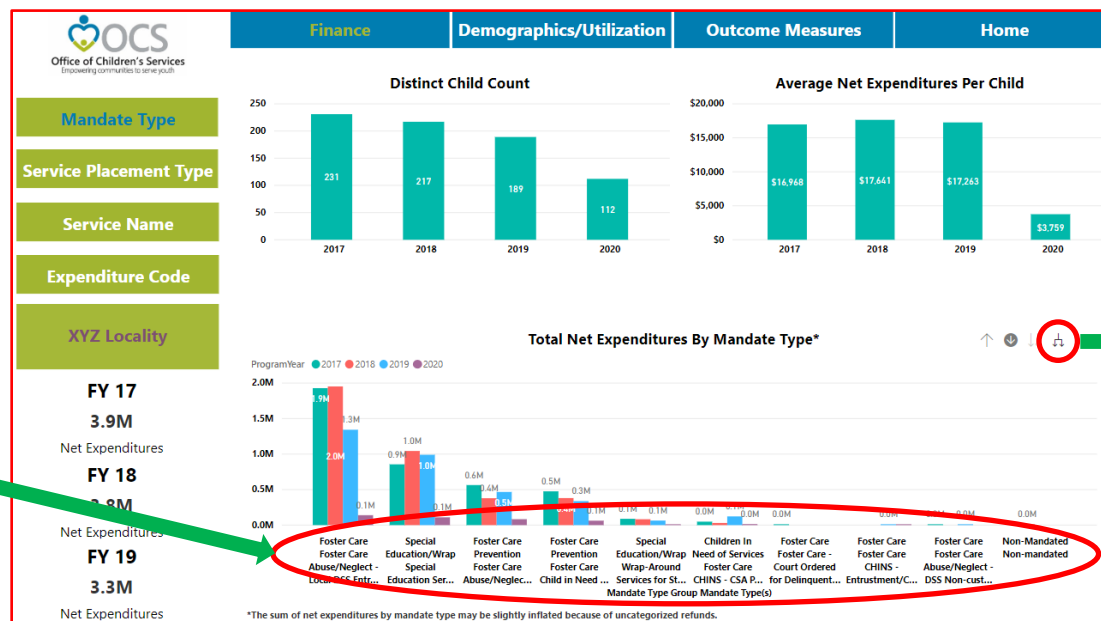 OCS
Office of Children's Services
Empowering communities to serve youth
Finance
Demographics/Utilization
Outcome Measures
Home
Mandate Type
Service Placement Type
Service Name
Expenditure Code
XYZ Locality
FY 17
3.9M
Net Expenditures
FY 18
3.8M
Net Expenditures
FY 19
3.3M
Net Expenditures
Distinct Child Count
250
200
150
100
50
0
231
217
189
112
2017 2018 2019 2020
Average Net Expenditures Per Child
$20,000
$15,000
$10,000
$5,000
$0
$16,968
$17,641
$17,263
$3,759
2017 2018 2019 2020
Total Net Expenditures By Mandate Type*
ProgramYear 2017 2018 2019 2020
2.0M
1.5M
1.0M
0.5M
0.0M
1.9M
2.0M
1.3M
0.1M
0.9M
1.0M
1.0M
0.1M
0.6M
0.4M
0.5M
0.5M
0.3M
0.1M
0.1M
0.1M
0.0M
0.0M
0.0M
0.0M
0.0M
0.0M
Foster Care
Foster Care
Abuse/Neglect -
Local DSS Entr...
Special
Education/Wrap
Special
Education Ser...
Foster Care
Prevention
Foster Care
Abuse/Neglec...
Foster Care
Prevention
Foster Care
Child in Need ...
Special
Education/Wrap
Wrap-Around
Services for St...
Children In
Need of Services
Foster Care
CHINS - CSA P...
Foster Care
Foster Care -
Court Ordered
for Delinquent...
Foster Care
Foster Care
CHINS -
Entrustment/C...
Foster Care
Foster Care
Abuse/Neglect -
DSS Non-cust...
Non-Mandated
Non-mandated
Mandate Type Group Mandate Type(s)
*The sum of net expenditures by mandate type may be slightly inflated because of uncategorized refunds.